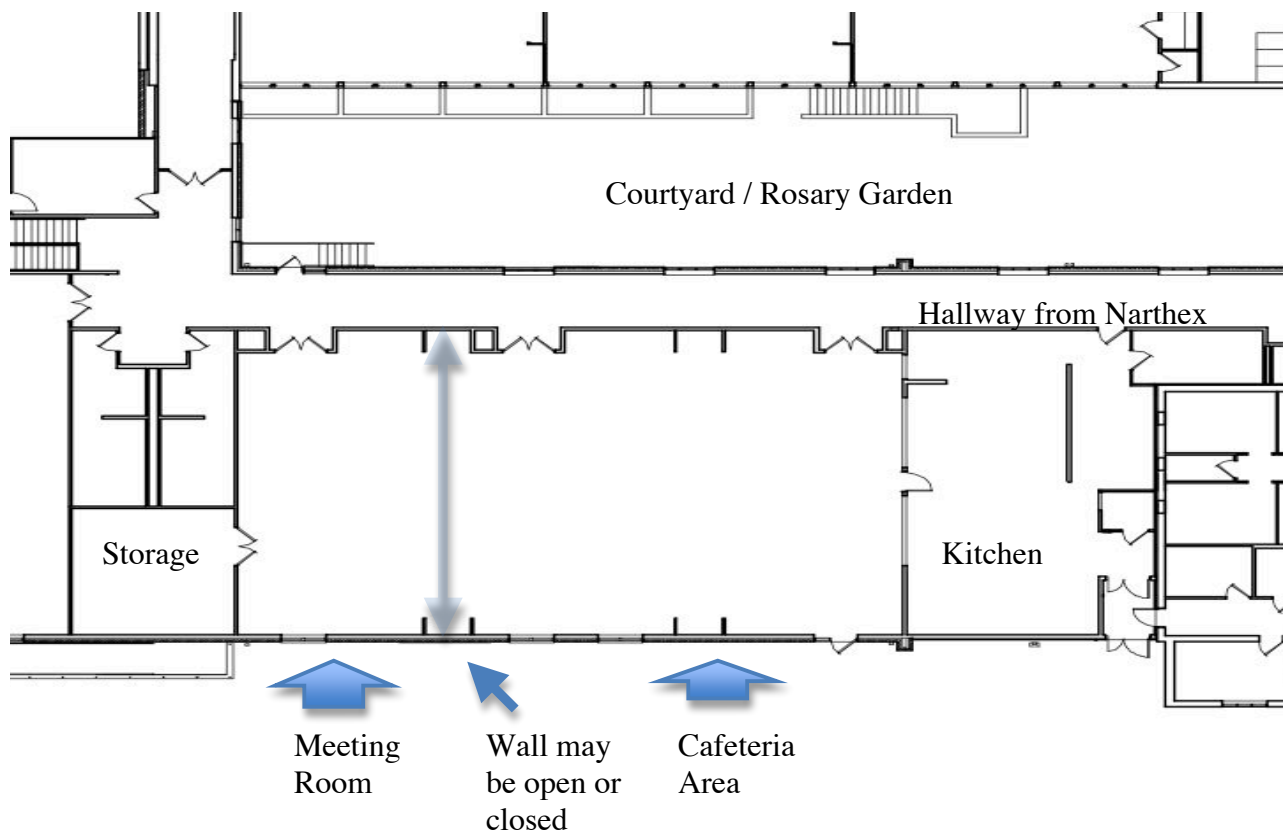 Courtyard / Rosary Garden
Hallway from Narthex
Storage
Kitchen
Meeting
Room
Wall may
be open or
closed
Cafeteria
Area